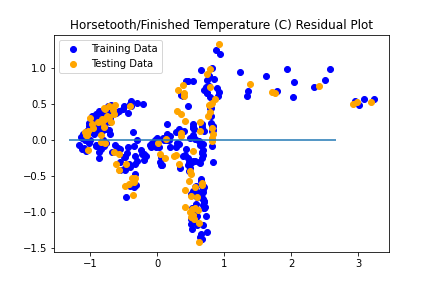 Horsetooth/Finished Temperature (C) Residual Plot
Training Data
Testing Data
1.0
0.5
0.0
−0.5
−1.0
−1.5
−1 0 1 2 3